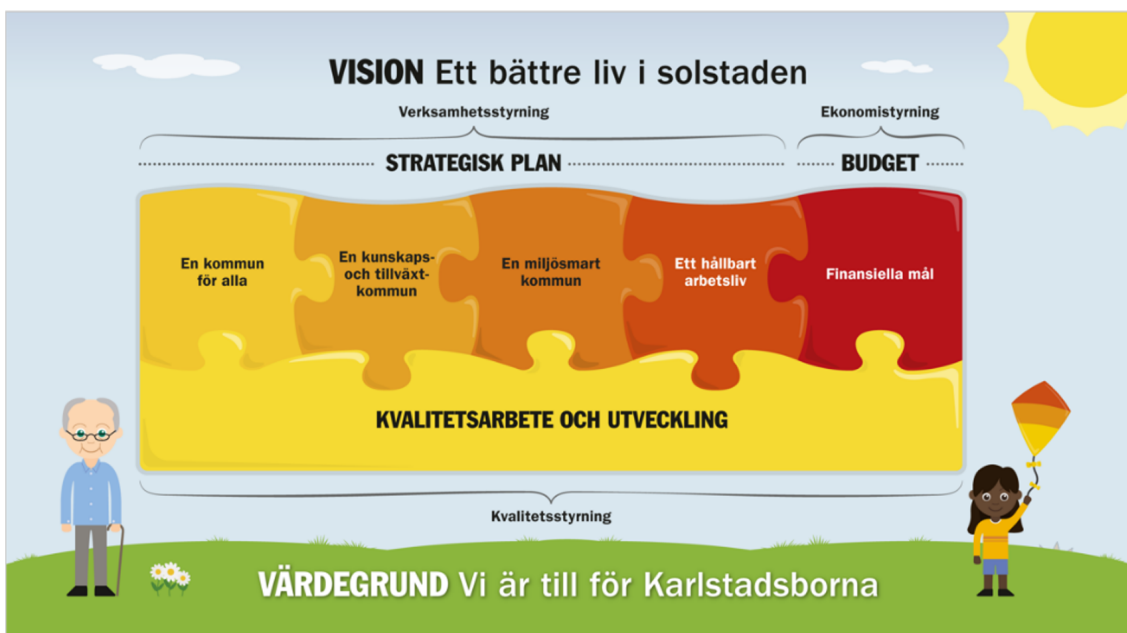 VISION Ett bättre liv i solstaden
Verksamhetsstyrning
Ekonomistyrning
STRATEGISK PLAN
BUDGET
En kommun
för alla
En kunskaps-
och tillväxt-
kommun
En miljösmart
kommun
Ett hållbart
arbetsliv
Finansiella mål
KVALITETSARBETE OCH UTVECKLING
Kvalitetsstyrning
VÄRDEGRUND Vi är till för Karlstadsborna